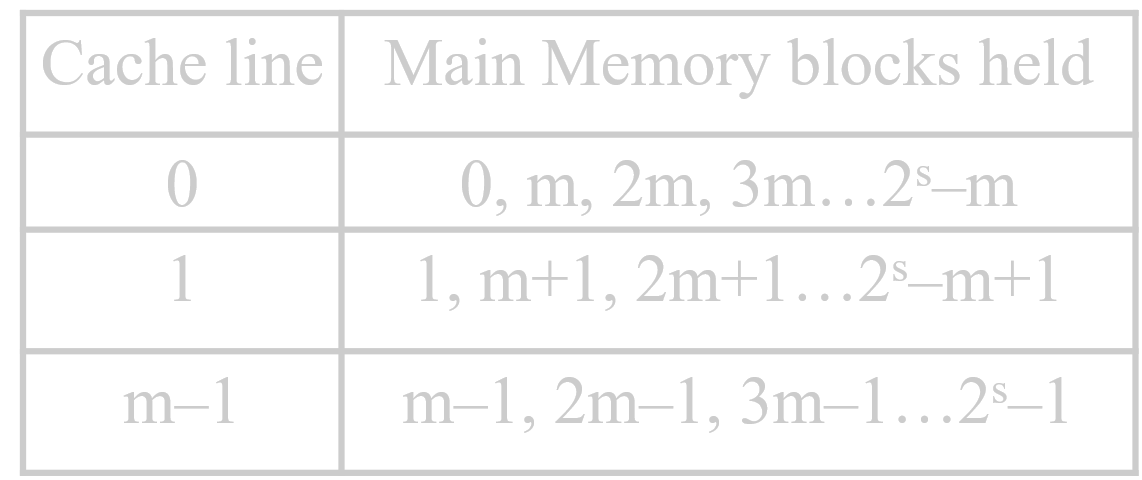 Cache line Main Memory blocks held
0 0, m, 2m, 3m…2ˢ–m
1 1, m+1, 2m+1…2ˢ–m+1
m–1 m–1, 2m–1, 3m–1…2ˢ–1